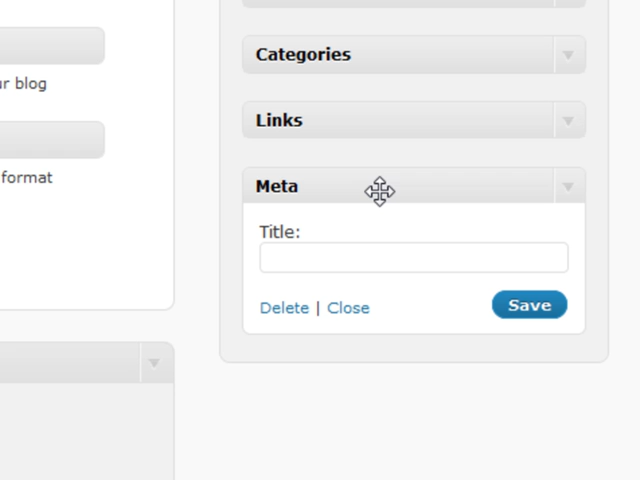 Categories
ur blog
Links
format
Meta
Title:
Delete | Close
Save